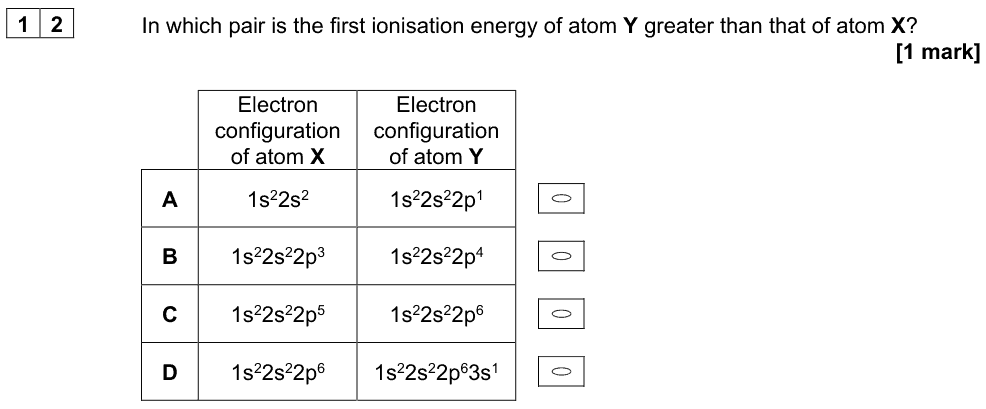 1 2 In which pair is the first ionisation energy of atom Y greater than that of atom X?
[1 mark]
Electron configuration of atom X
Electron configuration of atom Y
A 1s²2s² 1s²2s²2p¹
B 1s²2s²2p³ 1s²2s²2p⁴
C 1s²2s²2p⁵ 1s²2s²2p⁶
D 1s²2s²2p⁶ 1s²2s²2p⁶3s¹